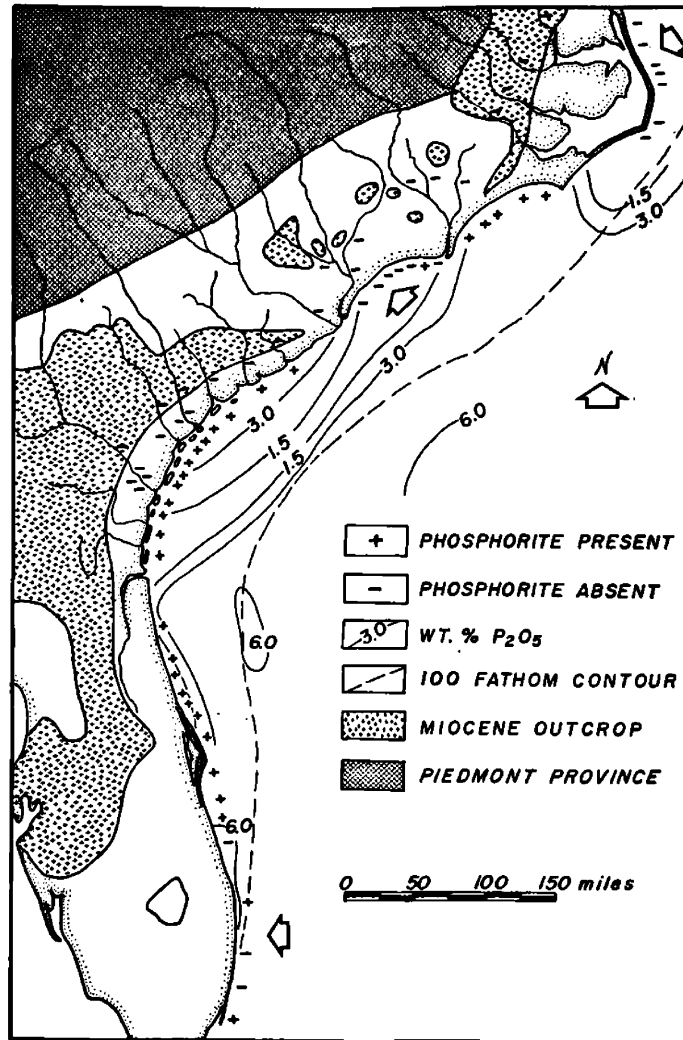 1.5
3.0
3.0
N
3.0
1.5
1.5
6.0
6.0
6.0
+ PHOSPHORITE PRESENT
- PHOSPHORITE ABSENT
3.0 WT. % P₂O₅
100 FATHOM CONTOUR
MIOCENE OUTCROP
PIEDMONT PROVINCE
0 50 100 150 miles